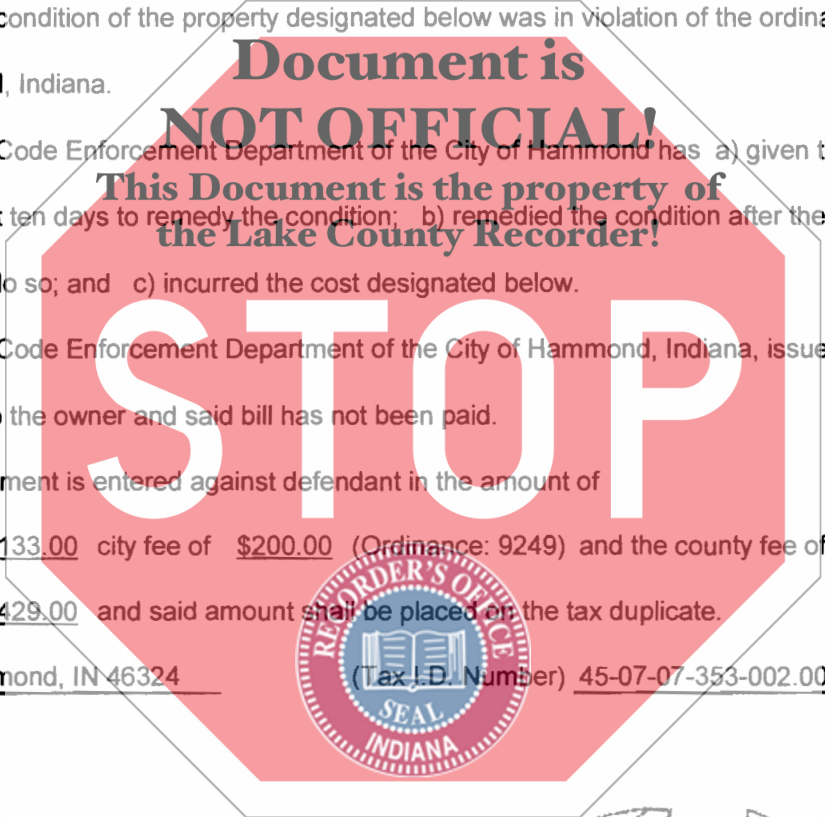 condition of the property designated below was in violation of the ordina
Document is
, Indiana.
NOT OFFICIAL!
Code Enforcement Department of the City of Hammond has a) given t
This Document is the property of
ten days to remedy the condition; b) remedied the condition after the
the Lake County Recorder!
o so; and c) incurred the cost designated below.
STOP
Code Enforcement Department of the City of Hammond, Indiana, issue
the owner and said bill has not been paid.
ment is entered against defendant in the amount of
133.00 city fee of $200.00 (Ordinance: 9249) and the county fee of
429.00 and said amount shall be placed on the tax duplicate.
mond, IN 46324 (Tax I.D. Number) 45-07-07-353-002.00
RECORDER'S OFFICE
SEAL
INDIANA